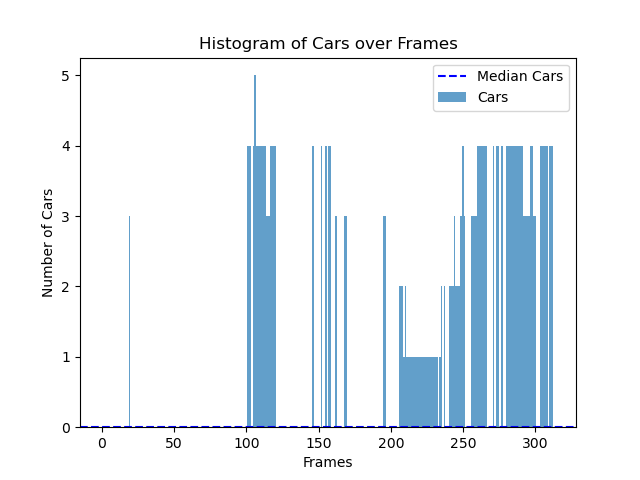 Histogram of Cars over Frames
Median Cars
Cars
Number of Cars
5
4
3
2
1
0
0 50 100 150 200 250 300
Frames